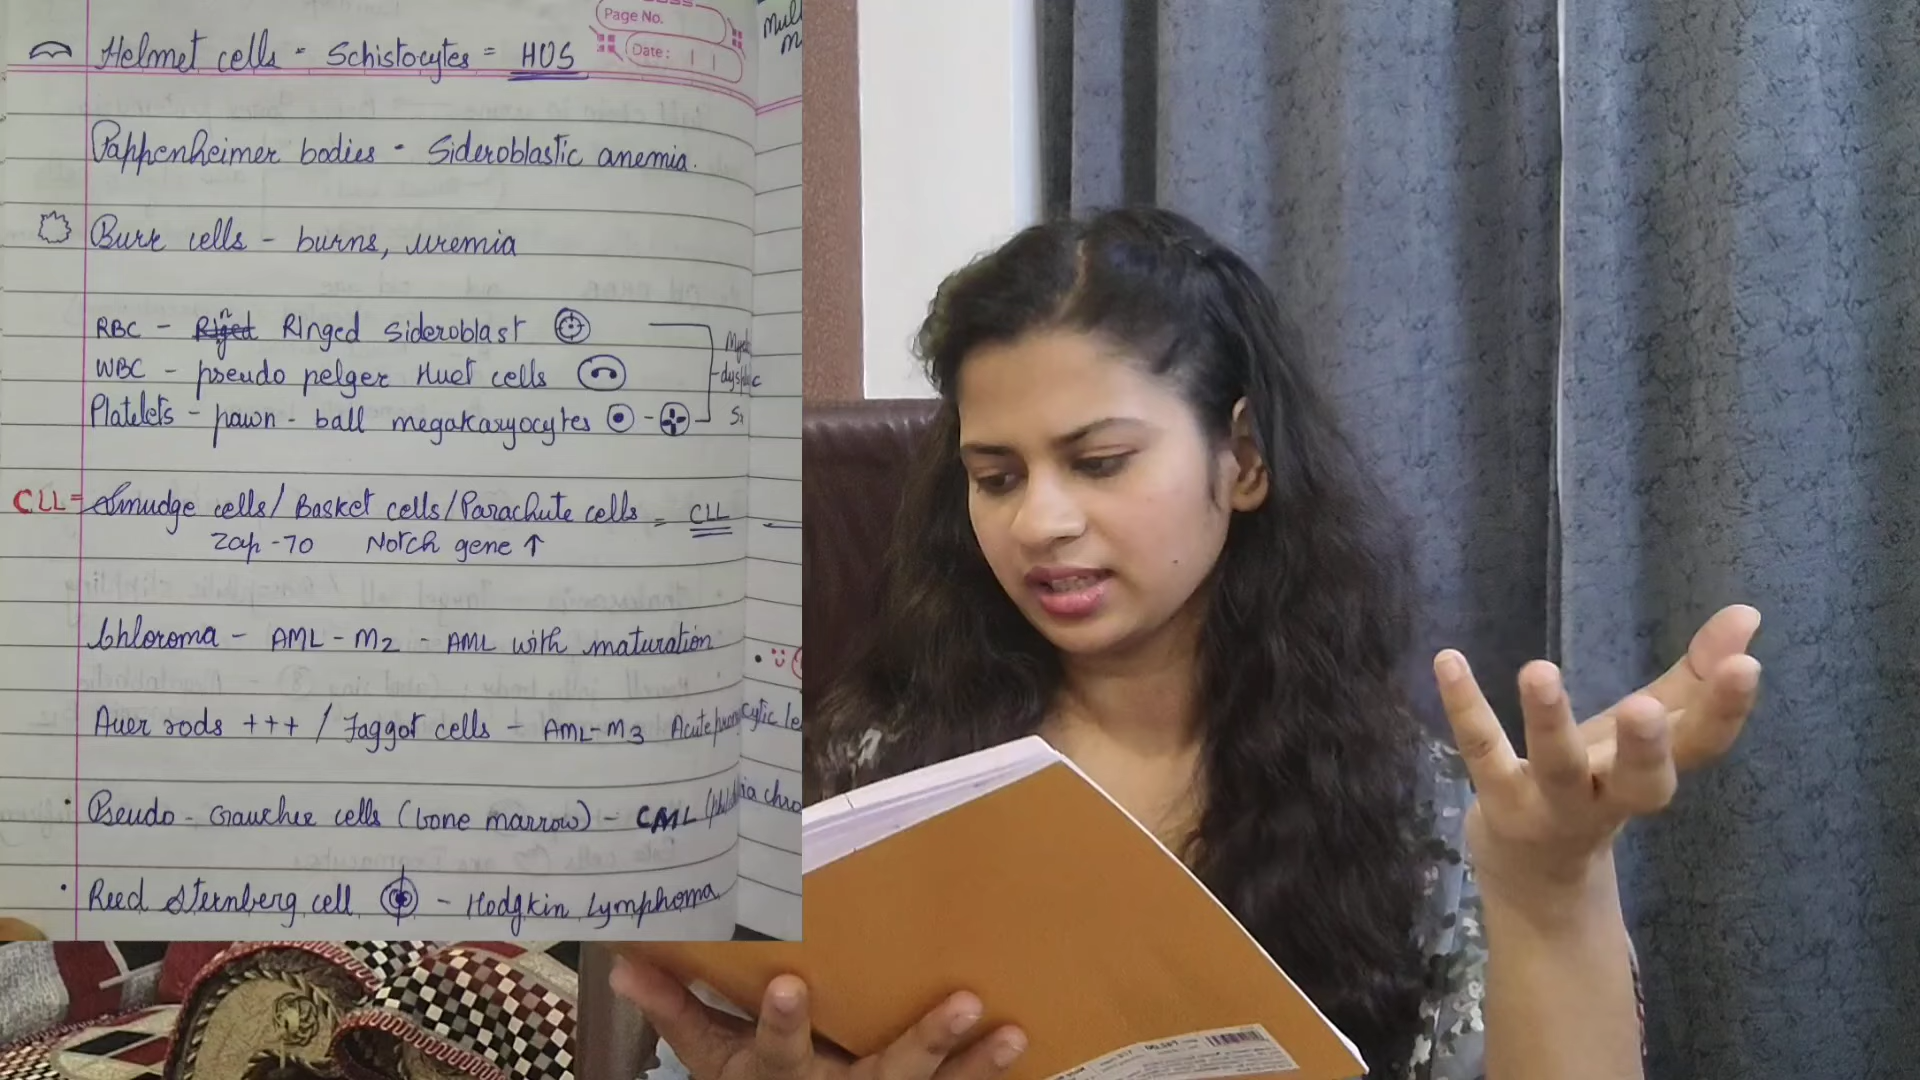 Page No.
Date:
Helmet cells - Schistocytes = HUS
Pappenheimer bodies - Sideroblastic anemia.
Burr cells - burns, uremia
RBC - Ringed Sideroblast
WBC - pseudo pelger Huet cells
Platelets - pawn - ball megakaryocytes
CLL = Smudge cells/ Basket cells/Parachute cells = CLL
Zap -70 Notch gene ↑
Chloroma - AML - M2 - AML with maturation
Auer rods +++ / Faggot cells - AML-M3
Pseudo - Gaucher cells (bone marrow) - CML
Reed Sternberg cell - Hodgkin Lymphoma